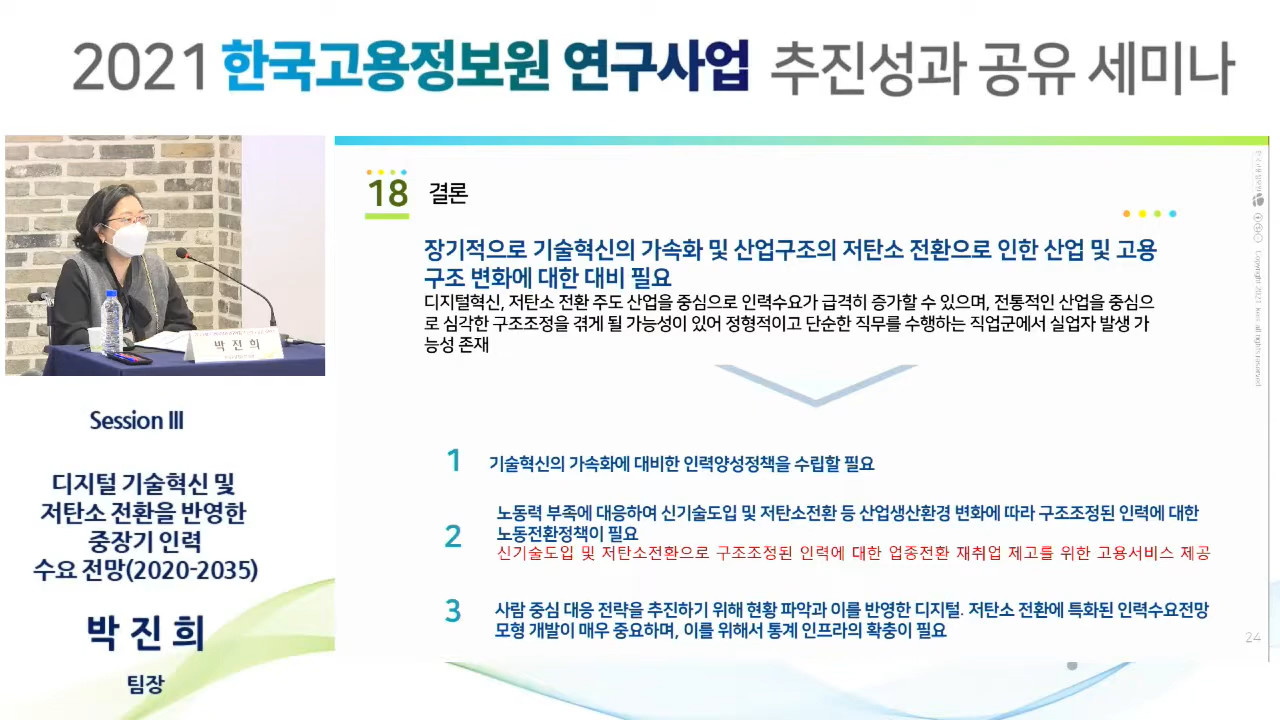 2021 한국고용정보원 연구사업 추진성과 공유 세미나
박 진 희
Session III
디지털 기술혁신 및
저탄소 전환을 반영한
중장기 인력
수요 전망(2020-2035)
박 진 희
팀장
18 결론
장기적으로 기술혁신의 가속화 및 산업구조의 저탄소 전환으로 인한 산업 및 고용
구조 변화에 대한 대비 필요
디지털혁신, 저탄소 전환 주도 산업을 중심으로 인력수요가 급격히 증가할 수 있으며, 전통적인 산업을 중심으
로 심각한 구조조정을 겪게 될 가능성이 있어 정형적이고 단순한 직무를 수행하는 직업군에서 실업자 발생 가
능성 존재
1 기술혁신의 가속화에 대비한 인력양성정책을 수립할 필요
2 노동력 부족에 대응하여 신기술도입 및 저탄소전환 등 산업생산환경 변화에 따라 구조조정된 인력에 대한
노동전환정책이 필요
신기술도입 및 저탄소전환으로 구조조정된 인력에 대한 업종전환 재취업 제고를 위한 고용서비스 제공
3 사람 중심 대응 전략을 추진하기 위해 현황 파악과 이를 반영한 디지털. 저탄소 전환에 특화된 인력수요전망
모형 개발이 매우 중요하며, 이를 위해서 통계 인프라의 확충이 필요
Copyright 2021 all rights reserved
24